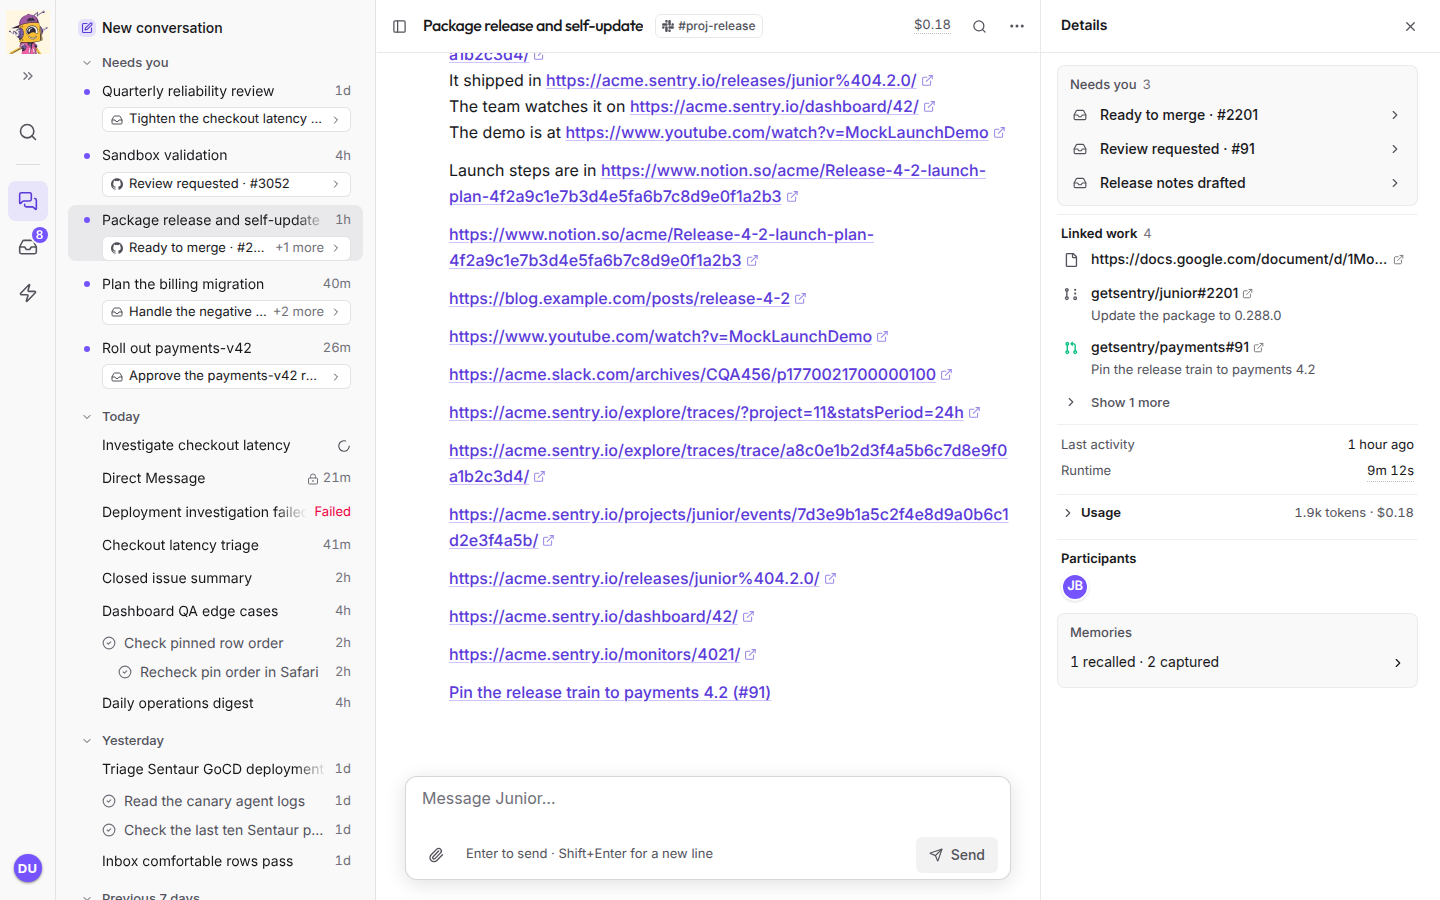 New conversation
Needs you
Quarterly reliability review 1d
Tighten the checkout latency ...
Sandbox validation 4h
Review requested · #3052
Package release and self-update 1h
Ready to merge · #2... +1 more
Plan the billing migration 40m
Handle the negative ... +2 more
Roll out payments-v42 26m
Approve the payments-v42 r...
Today
Investigate checkout latency
Direct Message 21m
Deployment investigation failed Failed
Checkout latency triage 41m
Closed issue summary 2h
Dashboard QA edge cases 4h
Check pinned row order 2h
Recheck pin order in Safari 2h
Daily operations digest 4h
Yesterday
Triage Sentaur GoCD deployment 1d
Read the canary agent logs 1d
Check the last ten Sentaur p... 1d
Inbox comfortable rows pass 1d
Previous 7 days
8
DU
Package release and self-update #proj-release $0.18
a1b2c3d4/
It shipped in https://acme.sentry.io/releases/junior%404.2.0/
The team watches it on https://acme.sentry.io/dashboard/42/
The demo is at https://www.youtube.com/watch?v=MockLaunchDemo
Launch steps are in https://www.notion.so/acme/Release-4-2-launch-
plan-4f2a9c1e7b3d4e5fa6b7c8d9e0f1a2b3
https://www.notion.so/acme/Release-4-2-launch-plan-
4f2a9c1e7b3d4e5fa6b7c8d9e0f1a2b3
https://blog.example.com/posts/release-4-2
https://www.youtube.com/watch?v=MockLaunchDemo
https://acme.slack.com/archives/CQA456/p1770021700000100
https://acme.sentry.io/explore/traces/?project=11&statsPeriod=24h
https://acme.sentry.io/explore/traces/trace/a8c0e1b2d3f4a5b6c7d8e9f0
a1b2c3d4/
https://acme.sentry.io/projects/junior/events/7d3e9b1a5c2f4e8d9a0b6c1
d2e3f4a5b/
https://acme.sentry.io/releases/junior%404.2.0/
https://acme.sentry.io/dashboard/42/
https://acme.sentry.io/monitors/4021/
Pin the release train to payments 4.2 (#91)
Message Junior...
Enter to send · Shift+Enter for a new line
Send
Details
Needs you 3
Ready to merge · #2201
Review requested · #91
Release notes drafted
Linked work 4
https://docs.google.com/document/d/1Mo...
getsentry/junior#2201
Update the package to 0.288.0
getsentry/payments#91
Pin the release train to payments 4.2
Show 1 more
Last activity 1 hour ago
Runtime 9m 12s
Usage 1.9k tokens · $0.18
Participants
JB
Memories
1 recalled · 2 captured